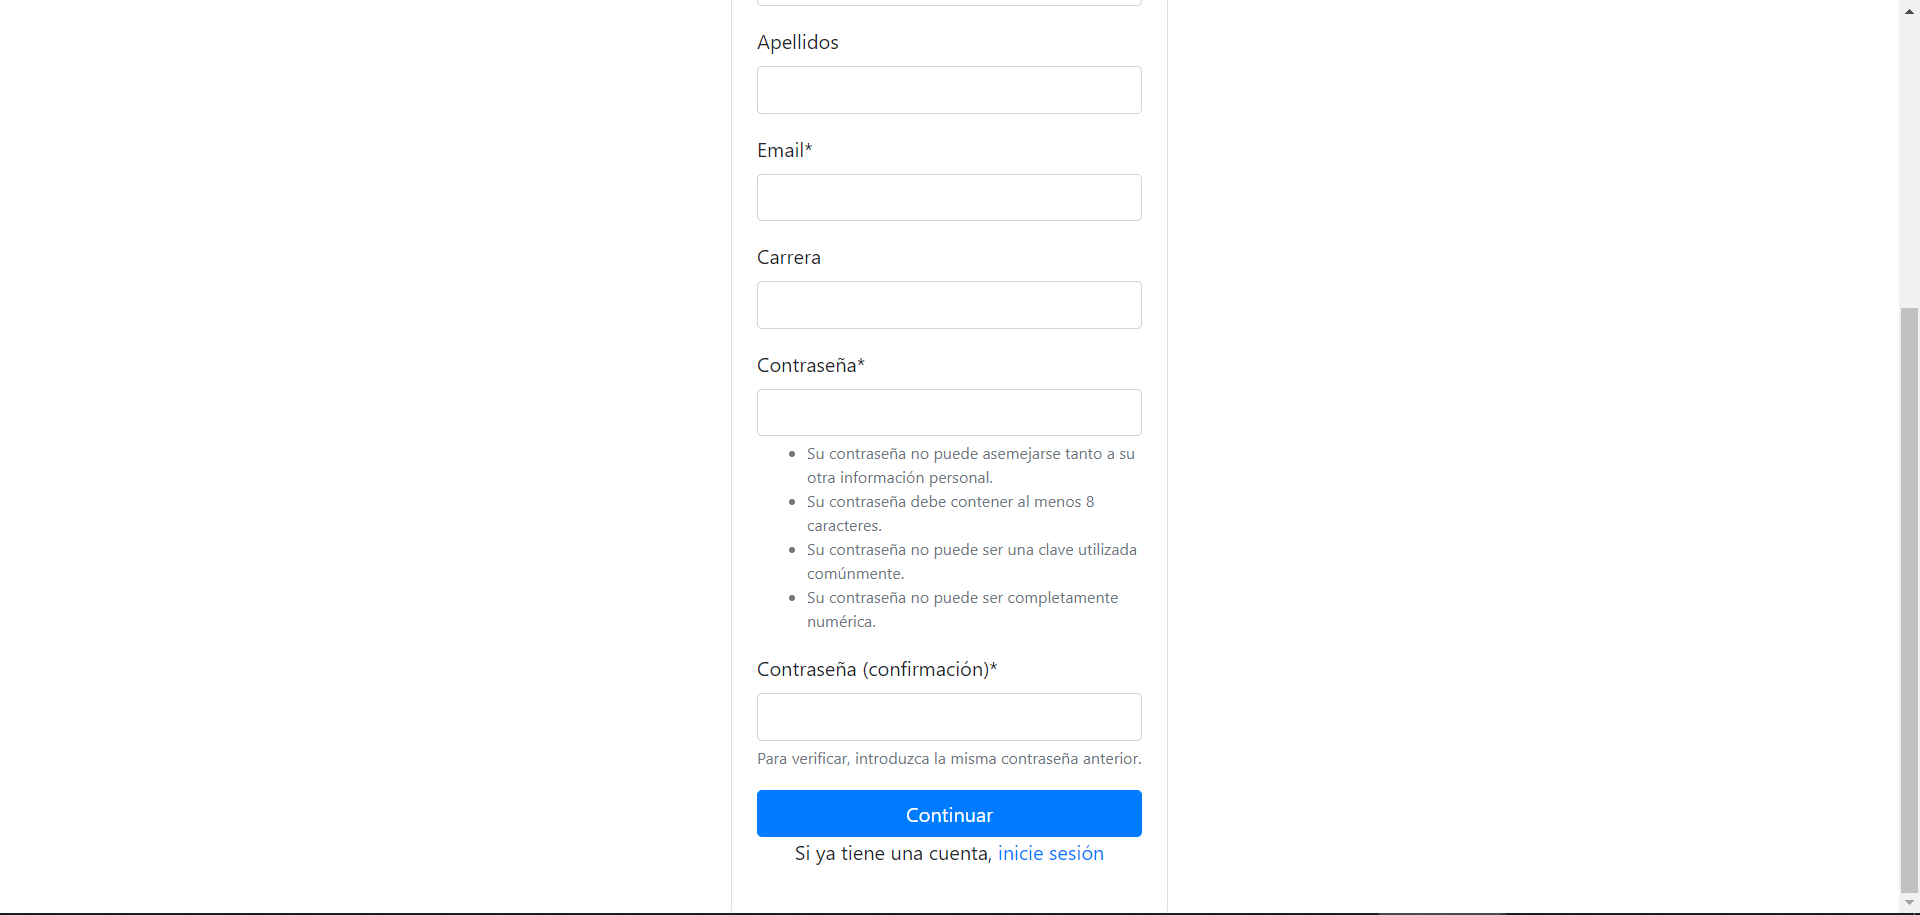 Apellidos
Email*
Carrera
Contraseña*
Su contraseña no puede asemejarse tanto a su
otra información personal.
Su contraseña debe contener al menos 8
caracteres.
Su contraseña no puede ser una clave utilizada
comúnmente.
Su contraseña no puede ser completamente
numérica.
Contraseña (confirmación)*
Para verificar, introduzca la misma contraseña anterior.
Continuar
Si ya tiene una cuenta, inicie sesión